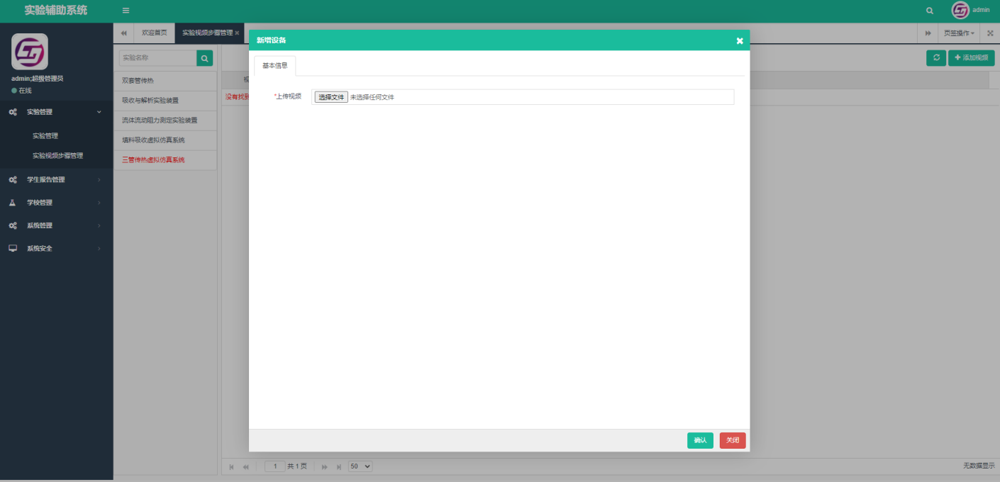 实验辅助系统
admin
admin;超级管理员
在线
实验管理
实验管理
实验视频步骤管理
学生报告管理
学校管理
系统管理
系统安全
欢迎首页
实验视频步骤管理
页签操作
实验名称
添加视频
双套管传热
吸收与解析实验装置
流体流动阻力测定实验装置
填料吸收虚拟仿真系统
三管传热虚拟仿真系统
没有找到
新增设备
基本信息
*上传视频
选择文件 未选择任何文件
确认
关闭
1 共 1 页
50
无数据显示